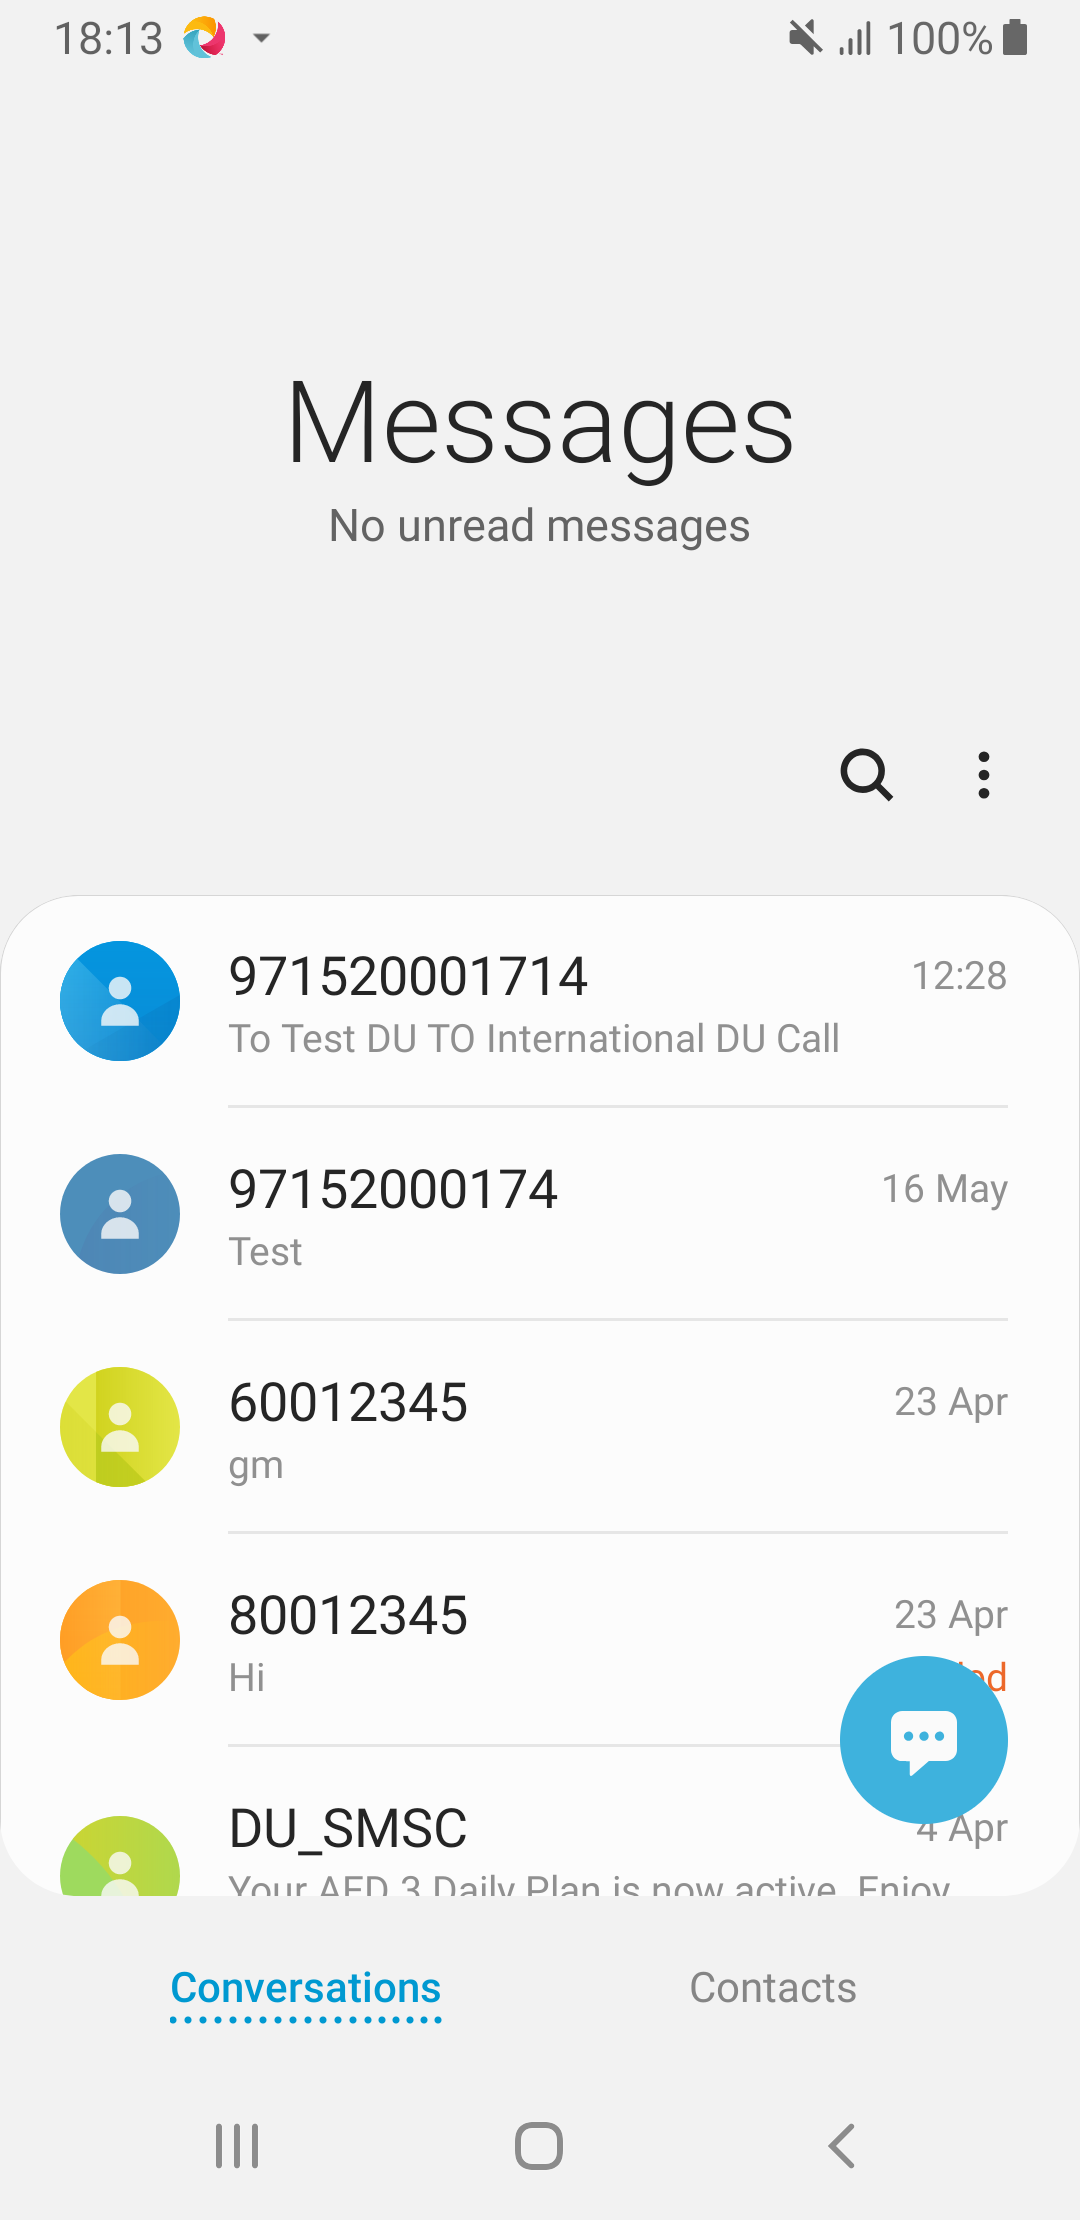 18:13 100%
Messages
No unread messages
971520001714 12:28
To Test DU TO International DU Call
97152000174 16 May
Test
60012345 23 Apr
gm
80012345 23 Apr
Hi
DU_SMSC 4 Apr
Your AED 3 Daily Plan is now active. Enjoy
Conversations Contacts